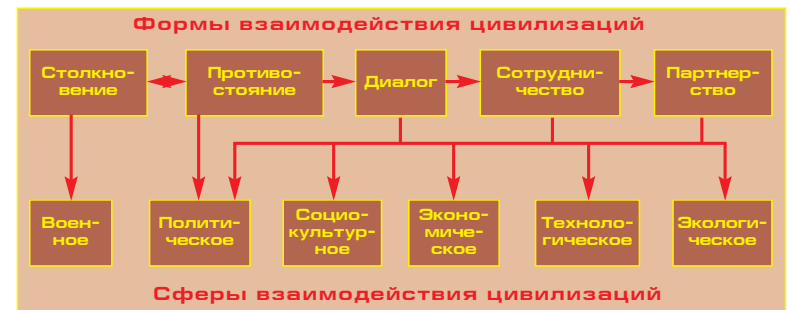 Формы взаимодействия цивилизаций
Столкно-
вение
Противо-
стояние
Диалог
Сотрудни-
чество
Партнер-
ство
Воен-
ное
Полити-
ческое
Социо-
культур-
ное
Эконо-
миче-
ское
Техноло-
гическое
Экологи-
ческое
Сферы взаимодействия цивилизаций